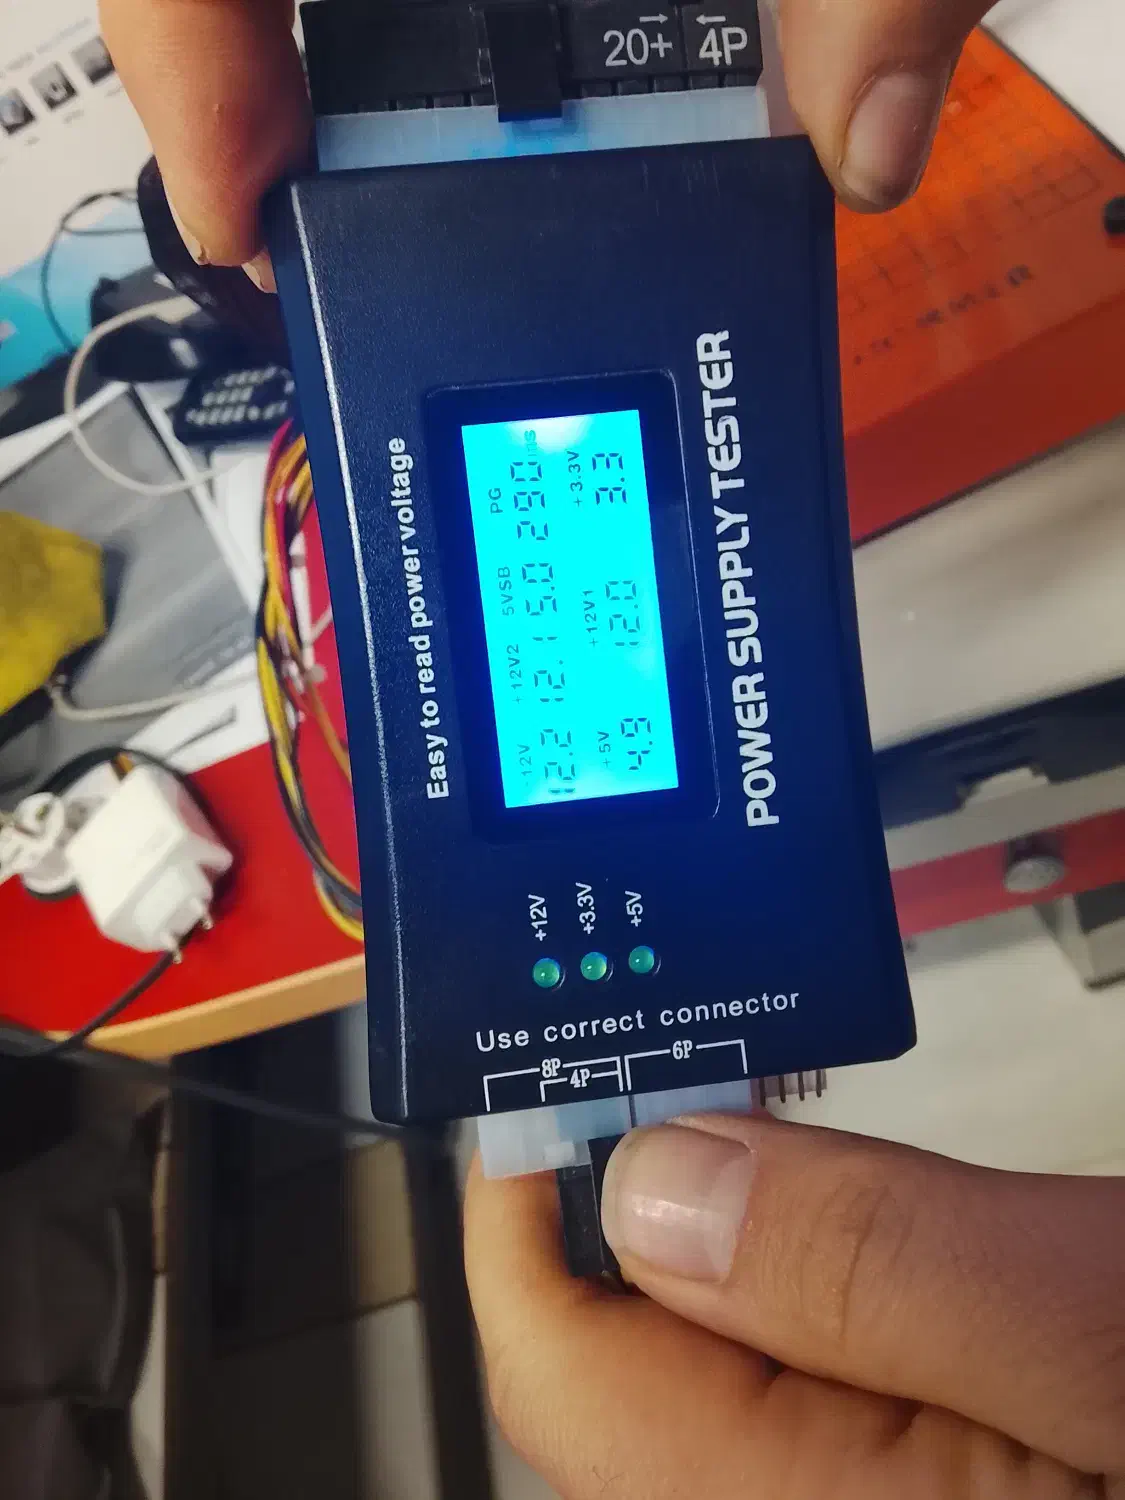 20+ 4P
Easy to read power voltage
-12V +12V2 5VSB PG
12.2 12.1 5.0 290ms
+5V +12V1 +3.3V
4.9 12.0 3.3
POWER SUPPLY TESTER
+12V
+3.3V
+5V
Use correct connector
8P
4P
6P